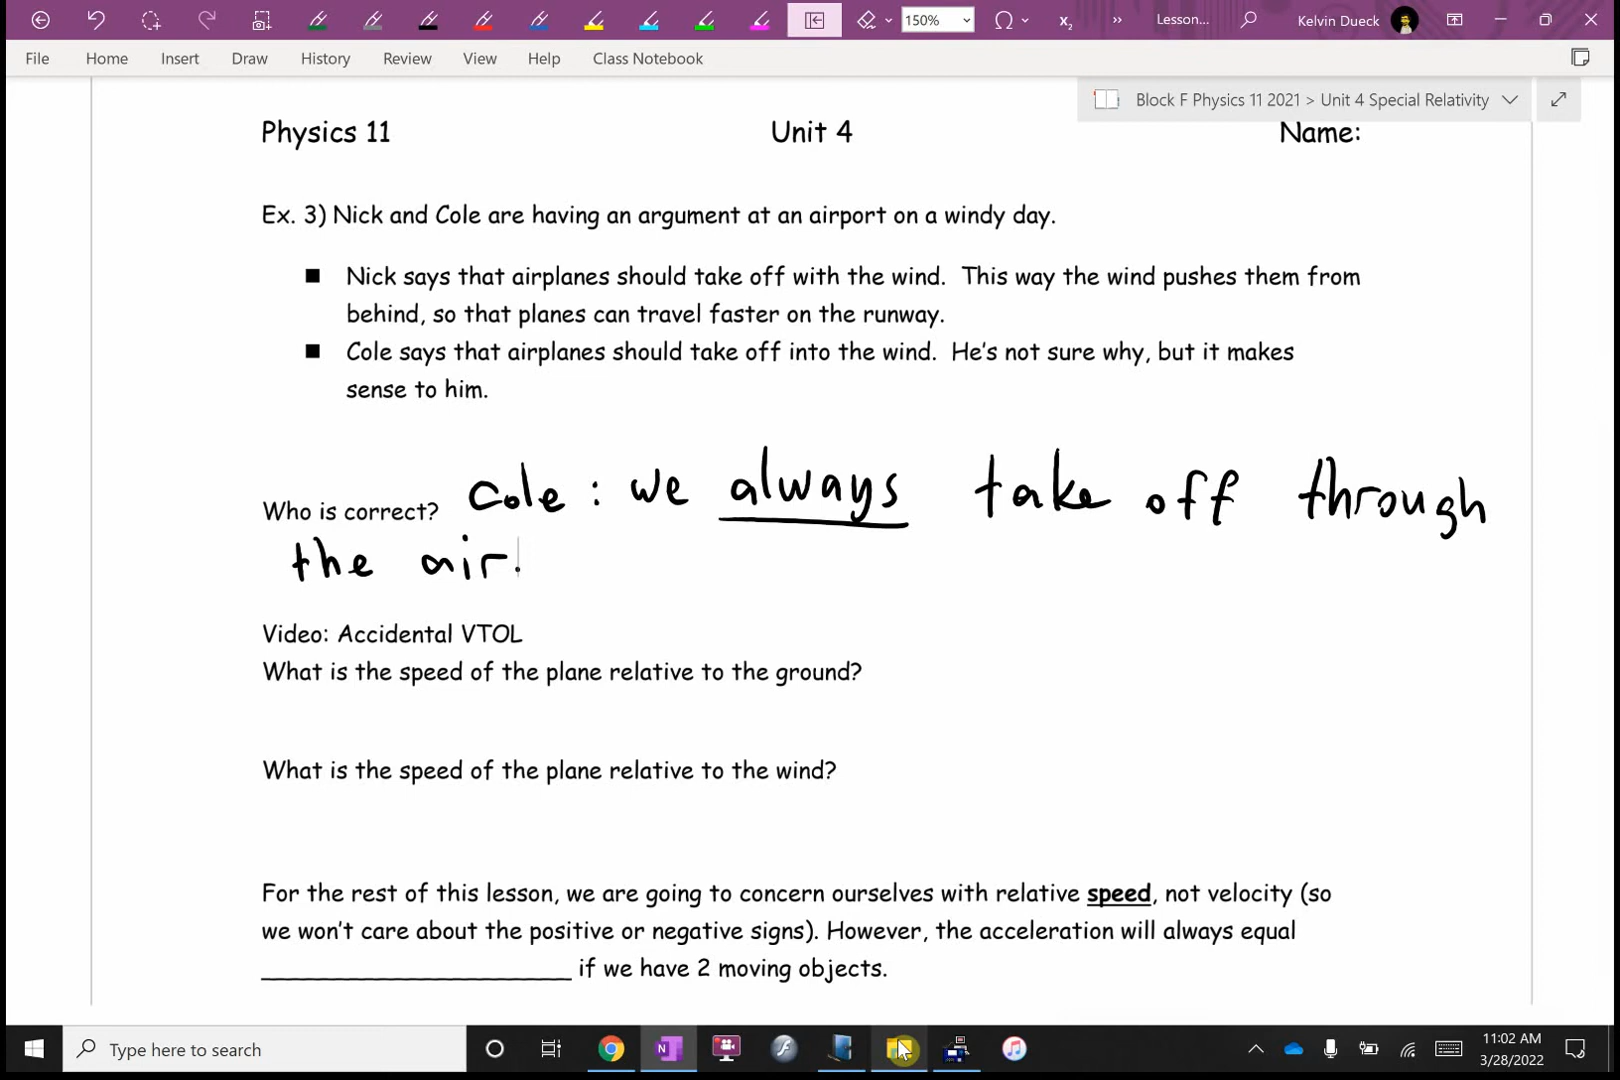 150%
x₂
Lesson...
Kelvin Dueck
File Home Insert Draw History Review View Help Class Notebook
Block F Physics 11 2021 > Unit 4 Special Relativity
Physics 11 Unit 4 Name:
Ex. 3) Nick and Cole are having an argument at an airport on a windy day.
■ Nick says that airplanes should take off with the wind. This way the wind pushes them from
behind, so that planes can travel faster on the runway.
■ Cole says that airplanes should take off into the wind. He's not sure why, but it makes
sense to him.
Who is correct? Cole: we always take off through
the air.
Video: Accidental VTOL
What is the speed of the plane relative to the ground?
What is the speed of the plane relative to the wind?
For the rest of this lesson, we are going to concern ourselves with relative speed, not velocity (so
we won't care about the positive or negative signs). However, the acceleration will always equal
______________________ if we have 2 moving objects.
Type here to search
11:02 AM
3/28/2022